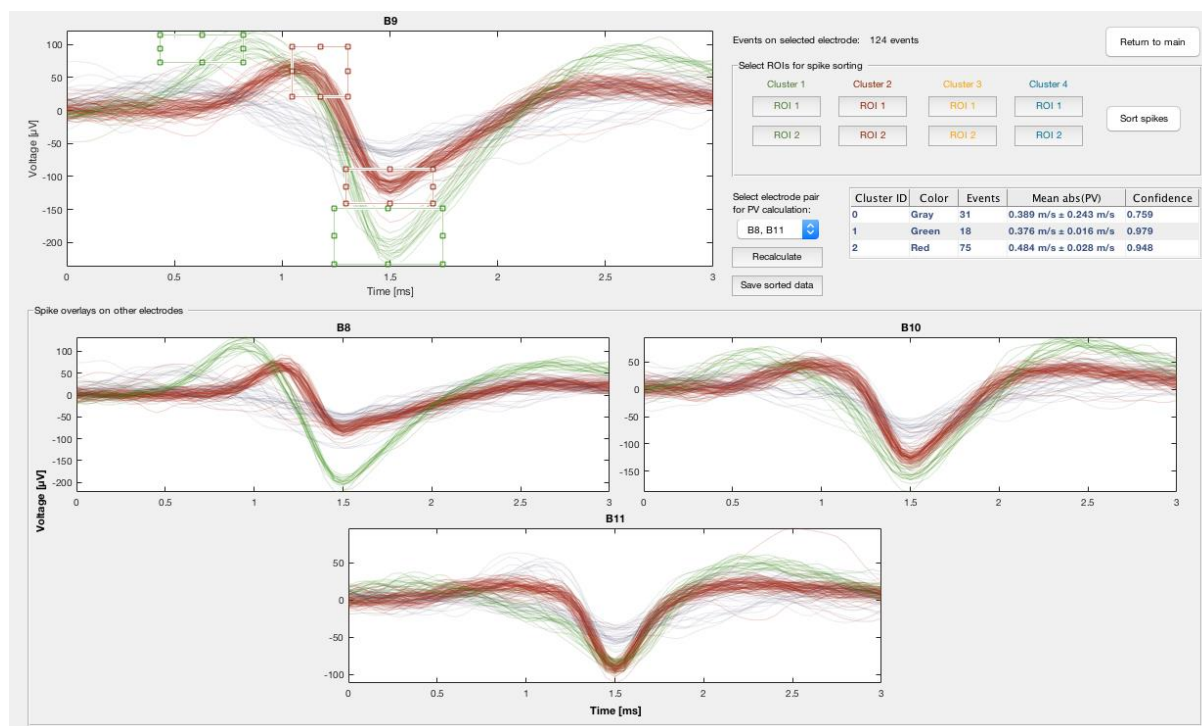 B9
100
50
0
-50
-100
-150
-200
Voltage [µV]
0 0.5 1 1.5 2 2.5 3
Time [ms]
Events on selected electrode: 124 events
Return to main
Select ROIs for spike sorting
Cluster 1 Cluster 2 Cluster 3 Cluster 4
ROI 1 ROI 1 ROI 1 ROI 1
ROI 2 ROI 2 ROI 2 ROI 2
Sort spikes
Select electrode pair
for PV calculation:
B8, B11
Recalculate
Save sorted data
Cluster ID Color Events Mean abs(PV) Confidence
0 Gray 31 0.389 m/s ± 0.243 m/s 0.759
1 Green 18 0.376 m/s ± 0.016 m/s 0.979
2 Red 75 0.484 m/s ± 0.028 m/s 0.948
Spike overlays on other electrodes
B8
100
50
0
-50
-100
-150
-200
0 0.5 1 1.5 2 2.5 3
B10
50
0
-50
-100
-150
0 0.5 1 1.5 2 2.5 3
Voltage [µV]
B11
50
0
-50
-100
0 0.5 1 1.5 2 2.5 3
Time [ms]